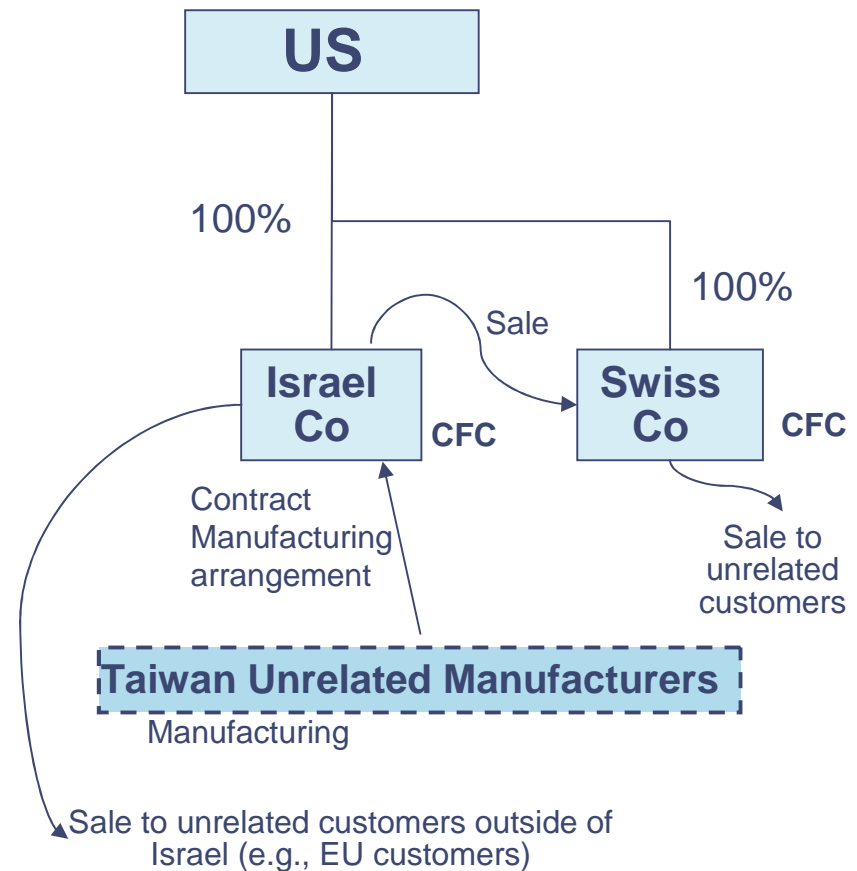 US
100%
100%
Sale
Israel
Co
CFC
Swiss
Co
CFC
Contract
Manufacturing
arrangement
Sale to
unrelated
customers
Taiwan Unrelated Manufacturers
Manufacturing
Sale to unrelated customers outside of
Israel (e.g., EU customers)